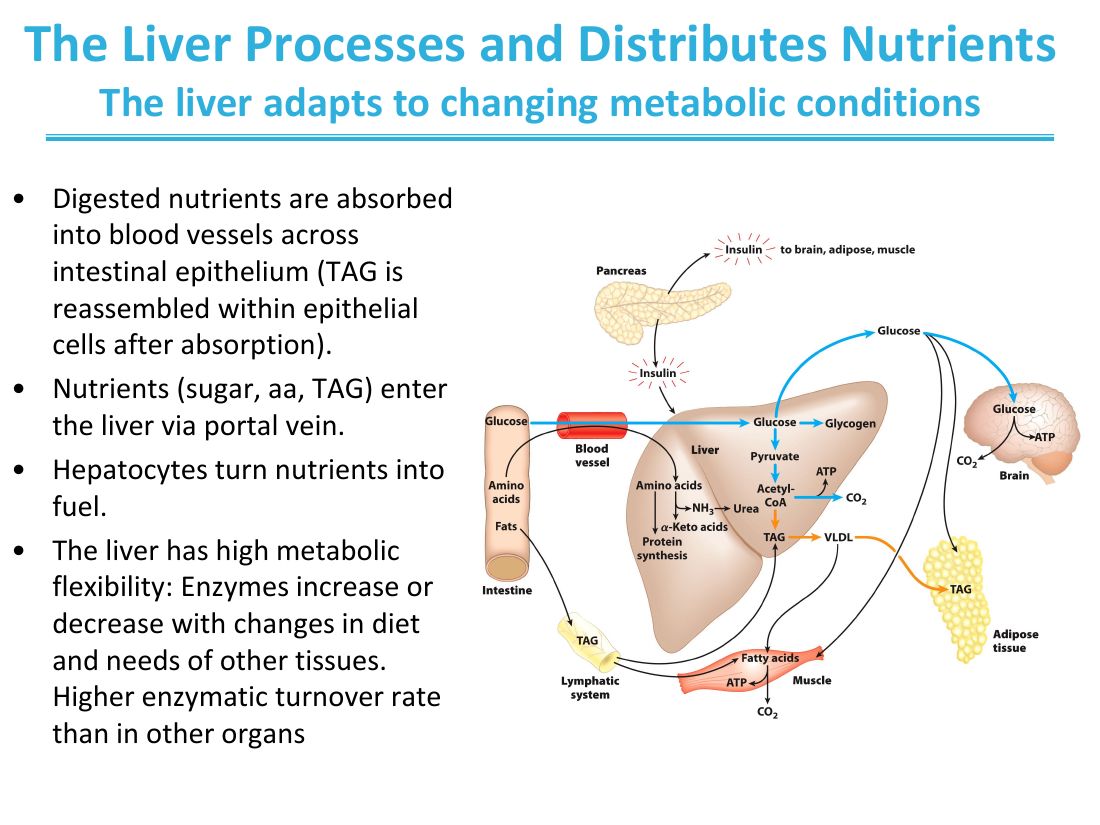 The Liver Processes and Distributes Nutrients
The liver adapts to changing metabolic conditions
• Digested nutrients are absorbed
into blood vessels across
intestinal epithelium (TAG is
reassembled within epithelial
cells after absorption).
• Nutrients (sugar, aa, TAG) enter
the liver via portal vein.
• Hepatocytes turn nutrients into
fuel.
• The liver has high metabolic
flexibility: Enzymes increase or
decrease with changes in diet
and needs of other tissues.
Higher enzymatic turnover rate
than in other organs
Insulin to brain, adipose, muscle
Pancreas
Insulin
Glucose
Glucose
Blood
vessel
Amino
acids
Fats
Intestine
Liver
Glucose
Glycogen
Pyruvate
ATP
Acetyl-
CoA
CO₂
Amino acids
NH₃
Urea
α-Keto acids
Protein
synthesis
TAG
VLDL
Glucose
ATP
CO₂
Brain
TAG
Adipose
tissue
TAG
Lymphatic
system
Fatty acids
ATP
Muscle
CO₂